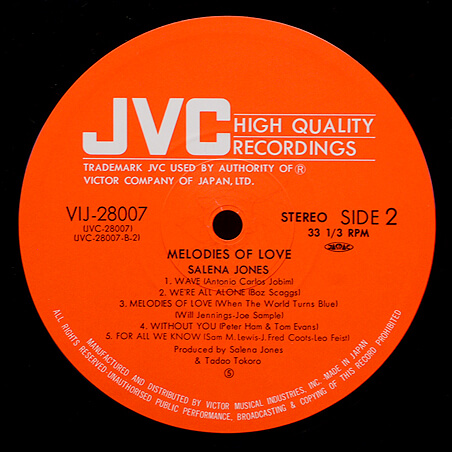 JVC
HIGH QUALITY
RECORDINGS
TRADEMARK JVC USED BY AUTHORITY OF Ⓡ
VICTOR COMPANY OF JAPAN, LTD.
VIJ-28007
(JVC-28007)
(JVC-28007-B-2)
STEREO SIDE 2
33 1/3 RPM
JASRAC
MELODIES OF LOVE
SALENA JONES
1. WAVE (Antonio Carlos Jobim)
2. WE'RE ALL ALONE (Boz Scaggs)
3. MELODIES OF LOVE (When The World Turns Blue)
(Will Jennings-Joe Sample)
4. WITHOUT YOU (Peter Ham & Tom Evans)
5. FOR ALL WE KNOW (Sam M.Lewis-J.Fred Coots-Leo Feist)
Produced by Salena Jones
& Tadao Tokoro
Ⓢ
MANUFACTURED AND DISTRIBUTED BY VICTOR MUSICAL INDUSTRIES, INC. MADE IN JAPAN
ALL RIGHTS RESERVED·UNAUTHORISED PUBLIC PERFORMANCE, BROADCASTING & COPYING OF THIS RECORD PROHIBITED